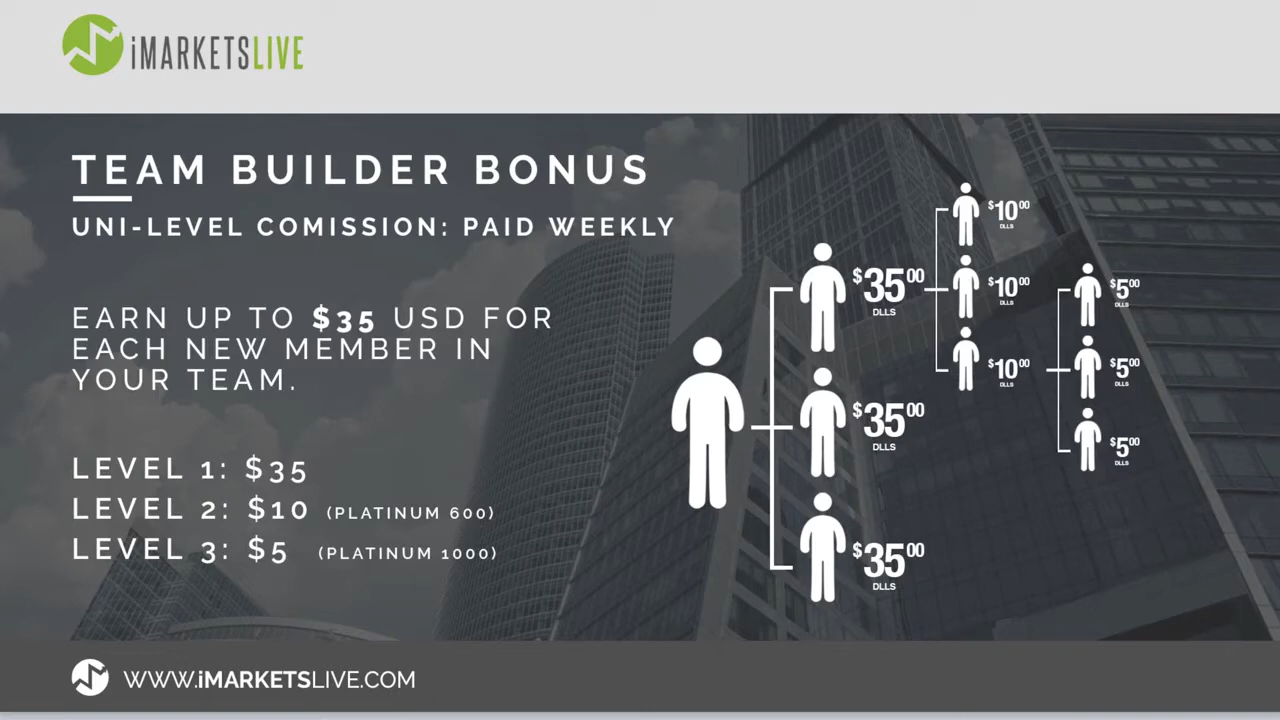 iMARKETSLIVE
TEAM BUILDER BONUS
UNI-LEVEL COMISSION: PAID WEEKLY
EARN UP TO $35 USD FOR
EACH NEW MEMBER IN
YOUR TEAM.
LEVEL 1: $35
LEVEL 2: $10 (PLATINUM 600)
LEVEL 3: $5 (PLATINUM 1000)
$35.00
DLLS
$35.00
DLLS
$35.00
DLLS
$10.00
DLLS
$10.00
DLLS
$10.00
DLLS
$5.00
DLLS
$5.00
DLLS
$5.00
DLLS
WWW.iMARKETSLIVE.COM